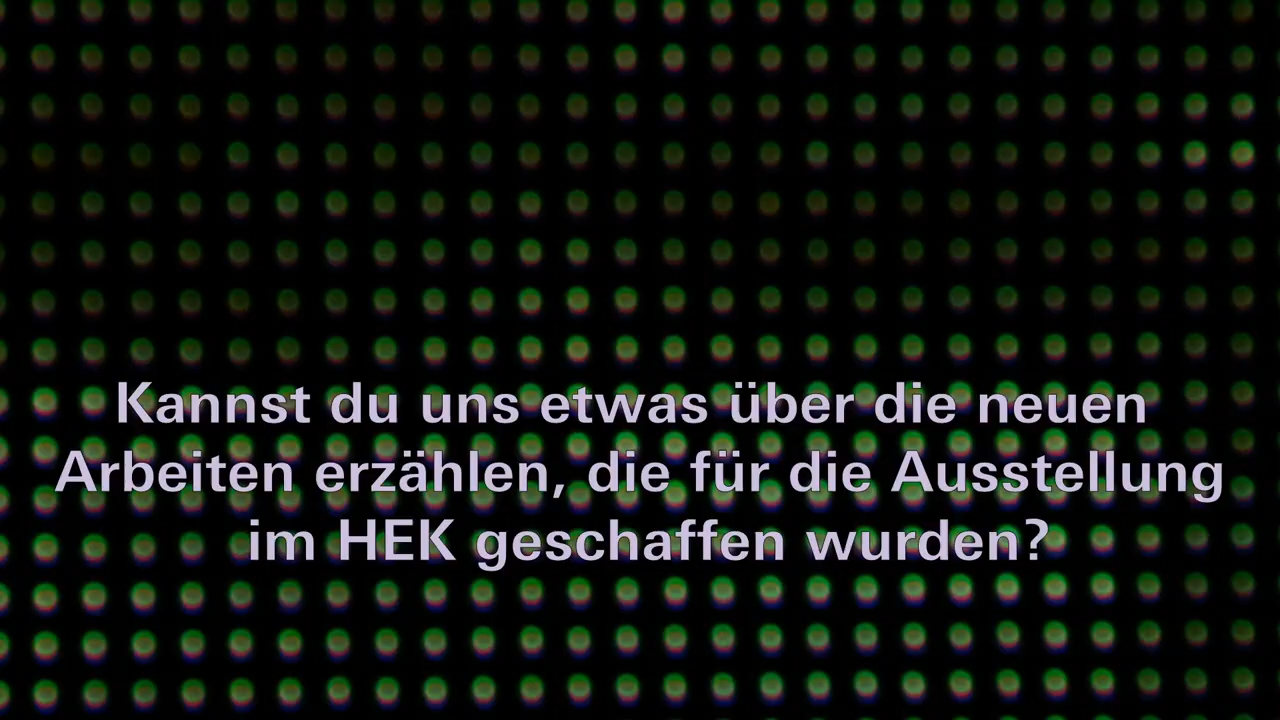 Kannst du uns etwas über die neuen
Arbeiten erzählen, die für die Ausstellung
im HEK geschaffen wurden?